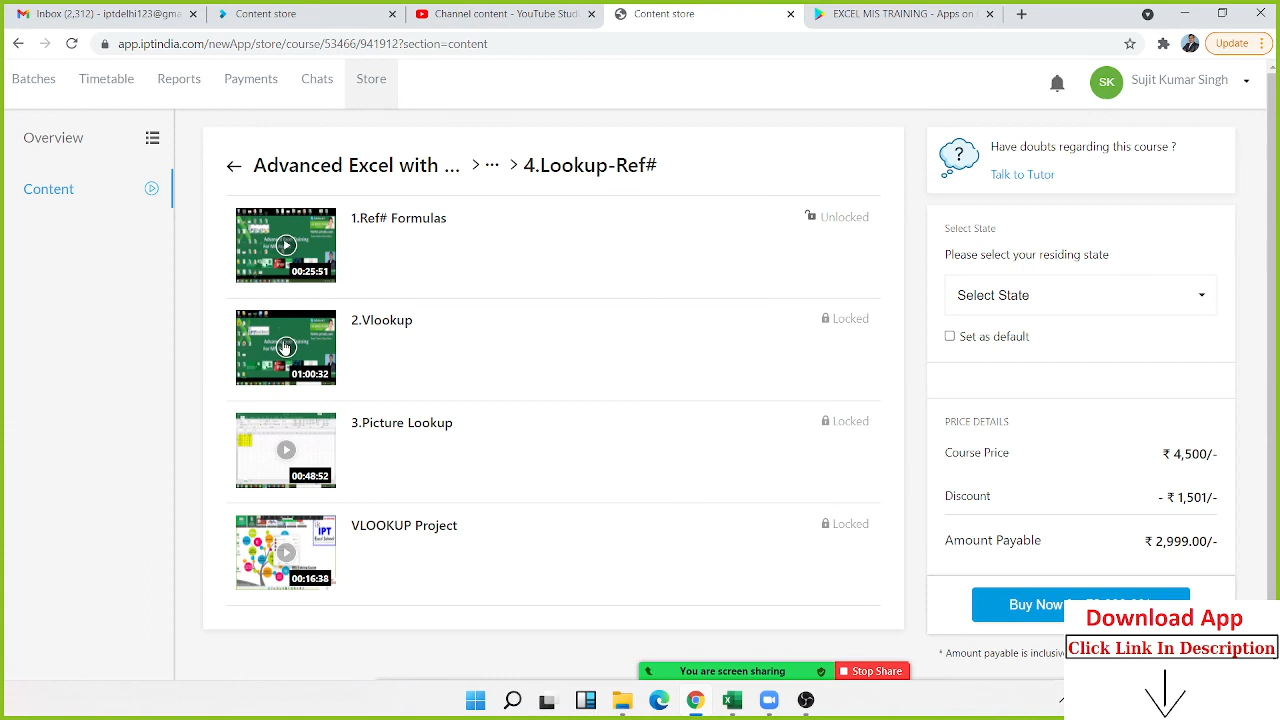 Inbox (2,312) - iptdelhi123@gma
Content store
Channel content - YouTube Studi
Content store
EXCEL MIS TRAINING - Apps on
app.iptindia.com/newApp/store/course/53466/941912?section=content
Update
Batches
Timetable
Reports
Payments
Chats
Store
SK
Sujit Kumar Singh
Overview
Content
Advanced Excel with ... > ··· > 4.Lookup-Ref#
1.Ref# Formulas
Unlocked
00:25:51
2.Vlookup
Locked
01:00:32
3.Picture Lookup
Locked
00:48:52
VLOOKUP Project
Locked
IPT
00:16:38
Have doubts regarding this course ?
Talk to Tutor
Select State
Please select your residing state
Select State
Set as default
PRICE DETAILS
Course Price
₹ 4,500/-
Discount
- ₹ 1,501/-
Amount Payable
₹ 2,999.00/-
Buy Now
* Amount payable is inclusive
Download App
Click Link In Description
You are screen sharing
Stop Share